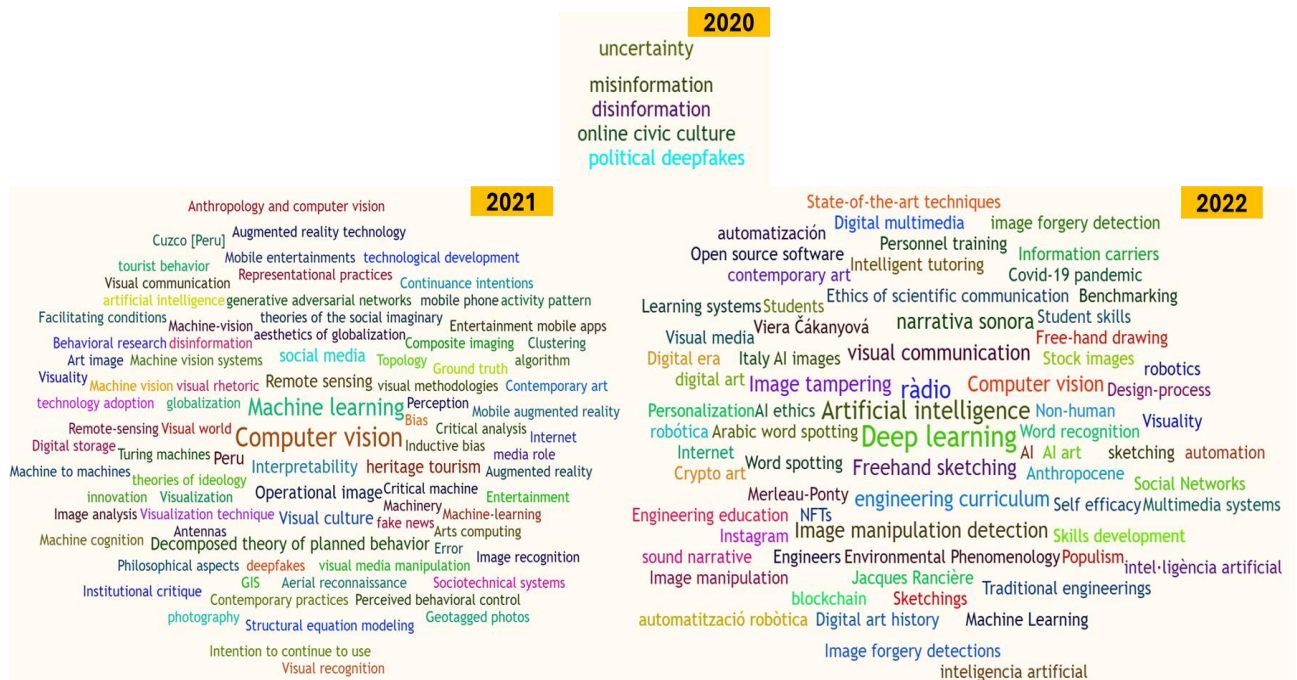 2020
uncertainty
misinformation
disinformation
online civic culture
political deepfakes
2021
Anthropology and computer vision
Cuzco [Peru] Augmented reality technology
Mobile entertainments technological development
tourist behavior Representational practices
Visual communication Continuance intentions
artificial intelligence generative adversarial networks mobile phone activity pattern
Facilitating conditions theories of the social imaginary
Machine-vision Entertainment mobile apps
aesthetics of globalization
Behavioral research disinformation Composite imaging Clustering
Art image Machine vision systems social media Topology algorithm
Ground truth
Visuality Machine vision visual rhetoric Remote sensing visual methodologies Contemporary art
technology adoption globalization Machine learning Perception Mobile augmented reality
Bias
Remote-sensing Visual world Computer vision Critical analysis Internet
Digital storage Turing machines Peru Inductive bias media role
Machine to machines Interpretability heritage tourism Augmented reality
theories of ideology
innovation Visualization Operational image Critical machine Entertainment
Machinery
Image analysis Visualization technique Visual culture fake news Machine-learning
Antennas Arts computing
Machine cognition Decomposed theory of planned behavior Error
Image recognition
Philosophical aspects deepfakes visual media manipulation
GIS Aerial reconnaissance Sociotechnical systems
Institutional critique
Contemporary practices Perceived behavioral control
photography Structural equation modeling Geotagged photos
Intention to continue to use
Visual recognition
2022
State-of-the-art techniques
Digital multimedia image forgery detection
automatización
Personnel training
Open source software Information carriers
Intelligent tutoring
contemporary art Covid-19 pandemic
Ethics of scientific communication Benchmarking
Learning systems Students
Viera Čákanyová narrativa sonora Student skills
Visual media Free-hand drawing
Digital era Italy AI images visual communication Stock images
robotics
digital art Image tampering ràdio Computer vision Design-process
Personalization AI ethics Artificial intelligence Non-human
Visuality
robótica Arabic word spotting Deep learning Word recognition
Internet AI AI art sketching automation
Crypto art Word spotting Freehand sketching Anthropocene
Social Networks
Merleau-Ponty engineering curriculum Self efficacy Multimedia systems
Engineering education NFTs
Instagram Image manipulation detection Skills development
sound narrative Engineers Environmental Phenomenology Populism intel·ligència artificial
Image manipulation Jacques Rancière Traditional engineerings
blockchain Sketchings
automatització robòtica Digital art history Machine Learning
Image forgery detections
inteligencia artificial